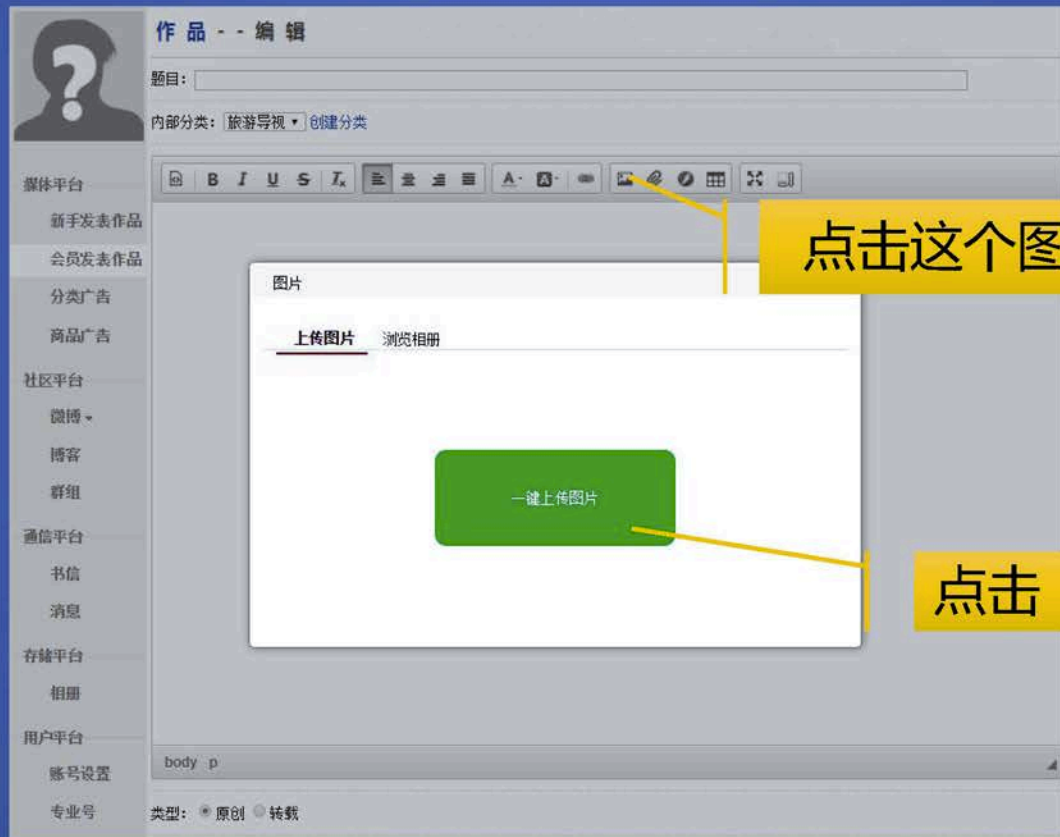 作 品 - - 编 辑
题目：
内部分类： 旅游导视 创建分类
媒体平台
新手发表作品
会员发表作品
分类广告
商品广告
社区平台
微博
博客
群组
通信平台
书信
消息
存储平台
相册
用户平台
账号设置
专业号
B I U S Tx A A
点击这个图
图片
上传图片 浏览相册
一键上传图片
点击
body p
类型： 原创 转载